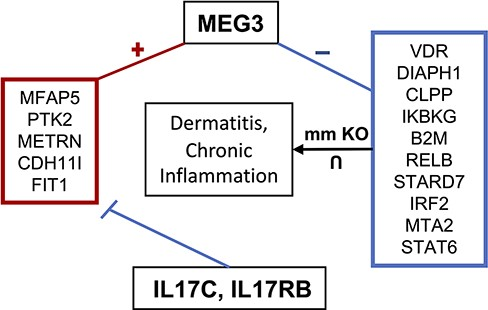 MEG3
+
−
MFAP5
PTK2
METRN
CDH11I
FIT1
Dermatitis,
Chronic
Inflammation
mm KO
∩
VDR
DIAPH1
CLPP
IKBKG
B2M
RELB
STARD7
IRF2
MTA2
STAT6
IL17C, IL17RB